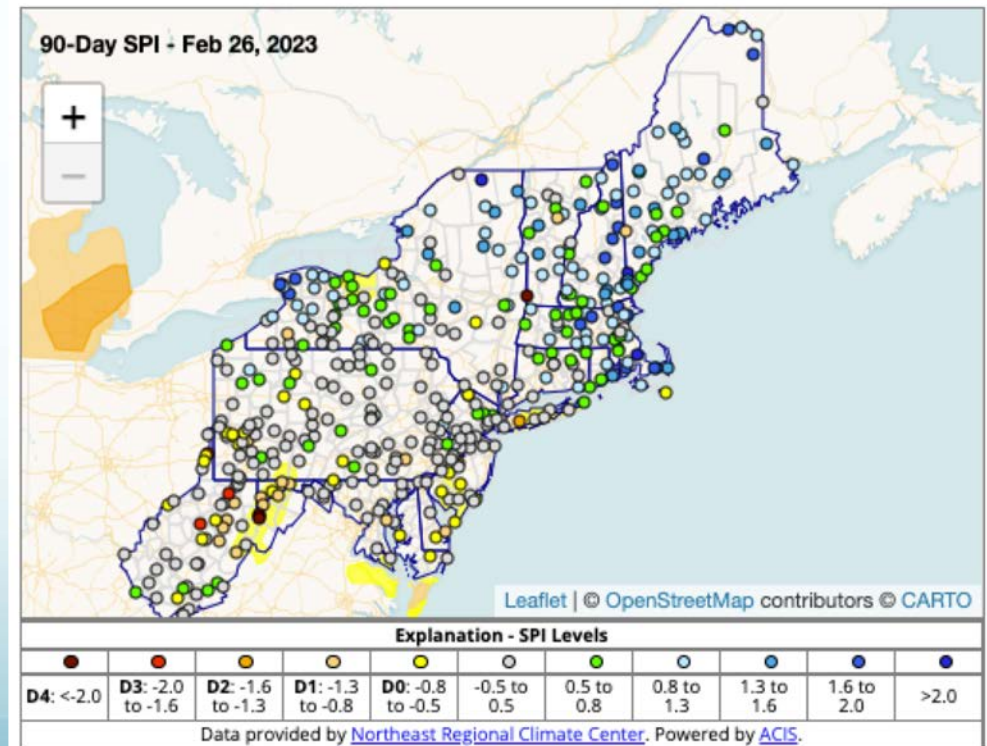 90-Day SPI - Feb 26, 2023
+
−
Leaflet | © OpenStreetMap contributors © CARTO
Explanation - SPI Levels
D4: <-2.0
D3: -2.0
to -1.6
D2: -1.6
to -1.3
D1: -1.3
to -0.8
D0: -0.8
to -0.5
-0.5 to
0.5
0.5 to
0.8
0.8 to
1.3
1.3 to
1.6
1.6 to
2.0
>2.0
Data provided by Northeast Regional Climate Center. Powered by ACIS.